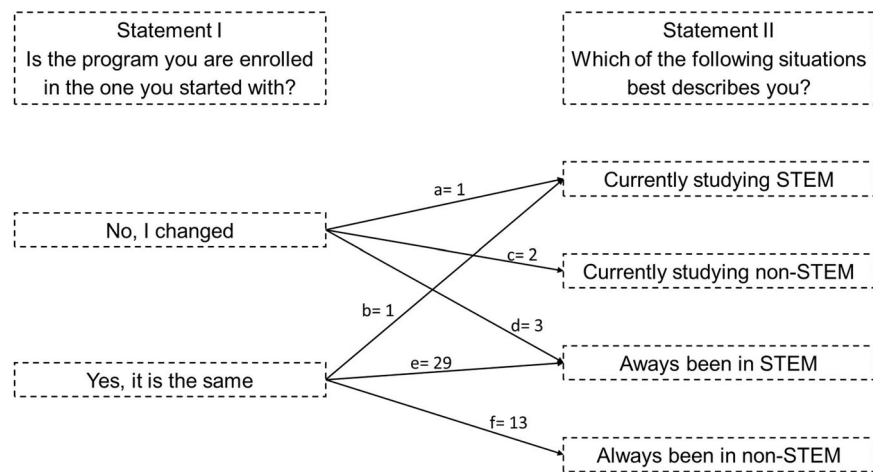 Statement I
Is the program you are enrolled
in the one you started with?
Statement II
Which of the following situations
best describes you?
a= 1
Currently studying STEM
No, I changed
c= 2
Currently studying non-STEM
b= 1
d= 3
e= 29
Aways been in STEM
Yes, it is the same
f= 13
Always been in non-STEM